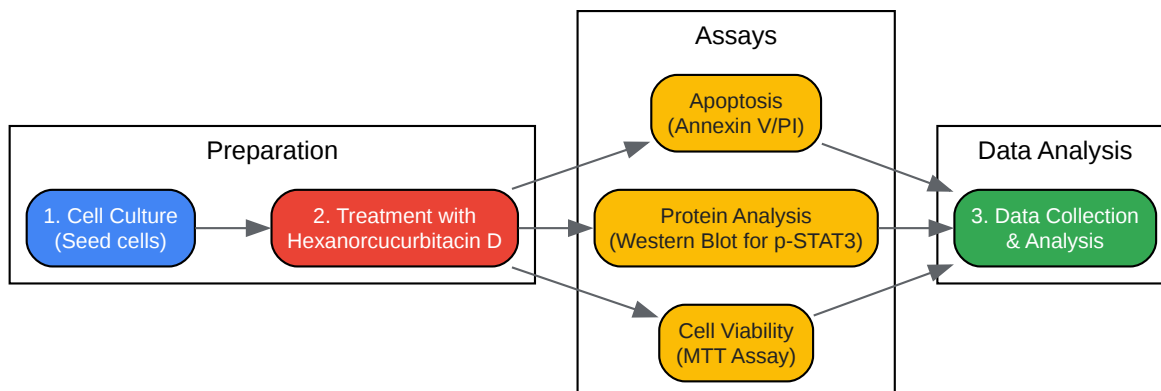 Preparation
1. Cell Culture
(Seed cells)
2. Treatment with
Hexanorcucurbitacin D
Assays
Apoptosis
(Annexin V/PI)
Protein Analysis
(Western Blot for p-STAT3)
Cell Viability
(MTT Assay)
Data Analysis
3. Data Collection
& Analysis